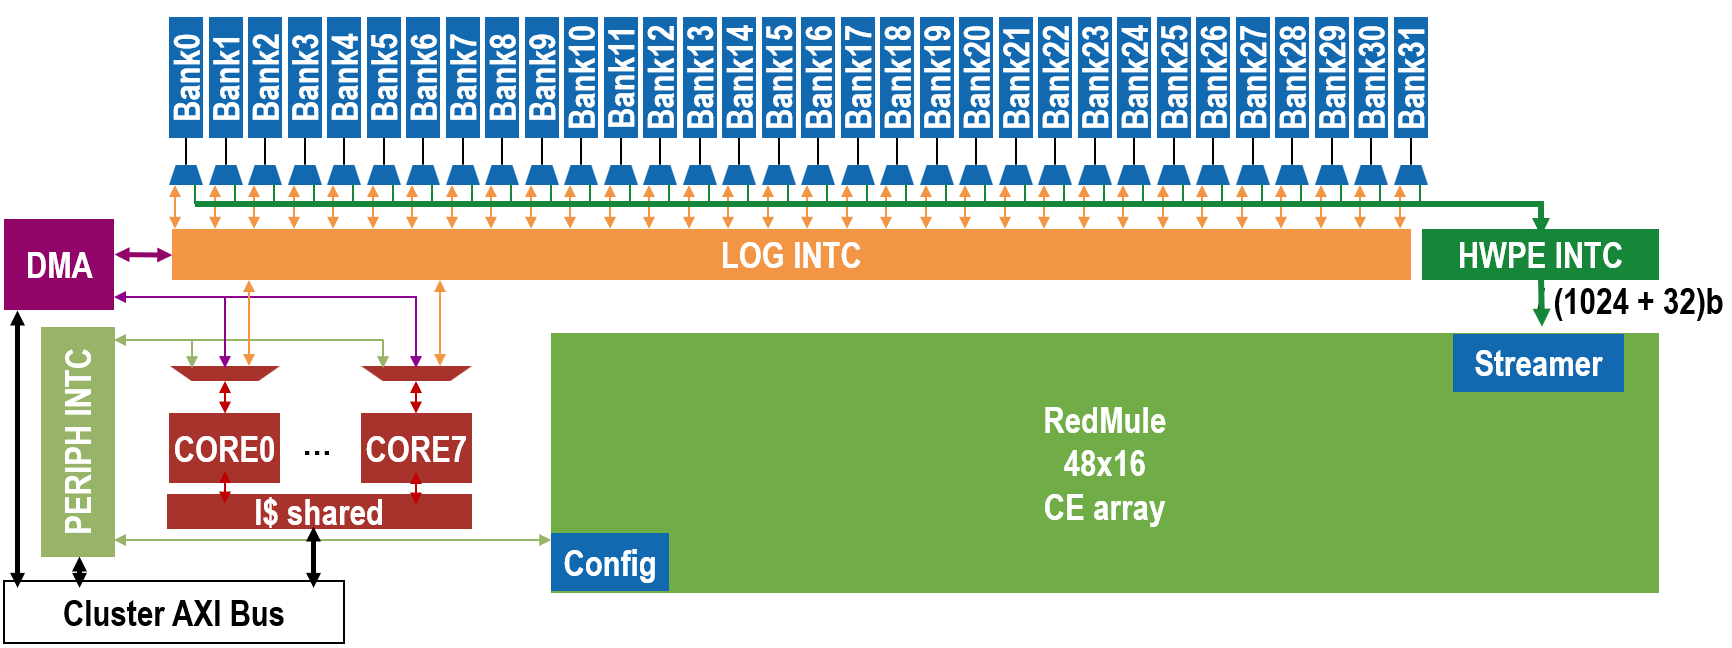 Bank0
Bank1
Bank2
Bank3
Bank4
Bank5
Bank6
Bank7
Bank8
Bank9
Bank10
Bank11
Bank12
Bank13
Bank14
Bank15
Bank16
Bank17
Bank18
Bank19
Bank20
Bank21
Bank22
Bank23
Bank24
Bank25
Bank26
Bank27
Bank28
Bank29
Bank30
Bank31
DMA
LOG INTC
HWPE INTC
(1024 + 32)b
PERIPH INTC
CORE0
...
CORE7
I$ shared
Streamer
RedMule
48x16
CE array
Config
Cluster AXI Bus